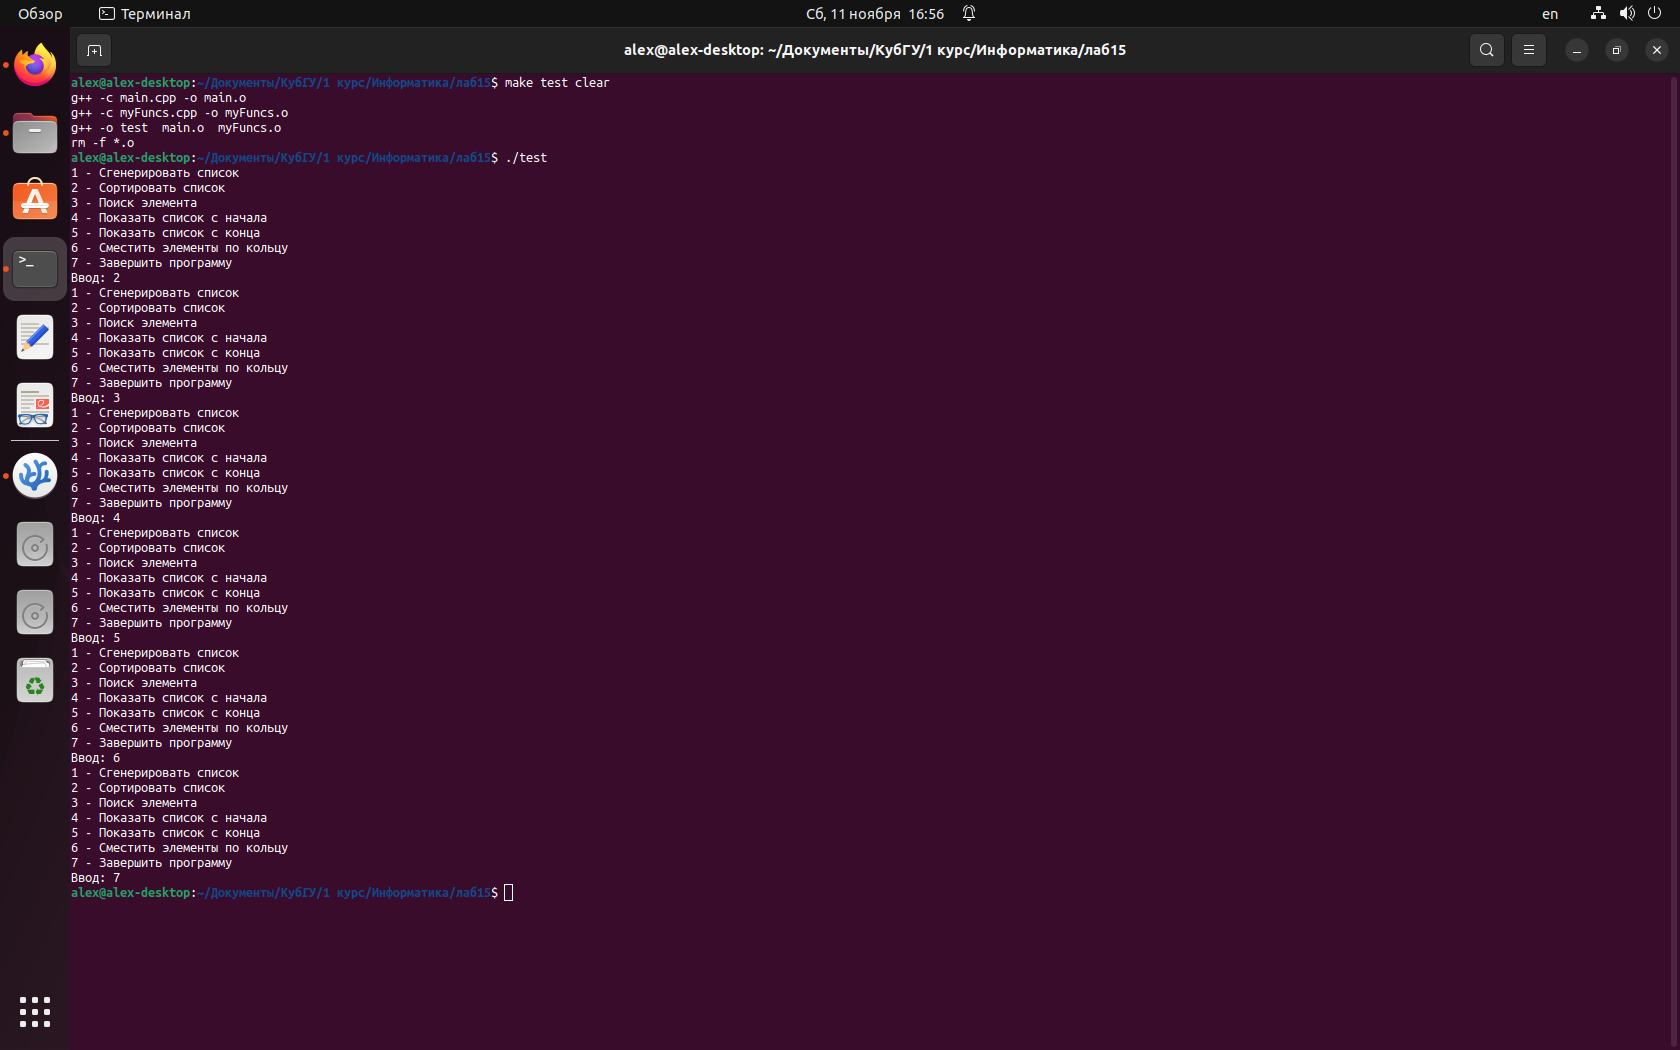 Обзор
Терминал
Сб, 11 ноября 16:56
en
alex@alex-desktop: ~/Документы/КубГУ/1 курс/Информатика/лаб15
alex@alex-desktop:~/Документы/КубГУ/1 курс/Информатика/лаб15$ make test clear
g++ -c main.cpp -o main.o
g++ -c myFuncs.cpp -o myFuncs.o
g++ -o test  main.o  myFuncs.o
rm -f *.o
alex@alex-desktop:~/Документы/КубГУ/1 курс/Информатика/лаб15$ ./test
1 - Сгенерировать список
2 - Сортировать список
3 - Поиск элемента
4 - Показать список с начала
5 - Показать список с конца
6 - Сместить элементы по кольцу
7 - Завершить программу
Ввод: 2
1 - Сгенерировать список
2 - Сортировать список
3 - Поиск элемента
4 - Показать список с начала
5 - Показать список с конца
6 - Сместить элементы по кольцу
7 - Завершить программу
Ввод: 3
1 - Сгенерировать список
2 - Сортировать список
3 - Поиск элемента
4 - Показать список с начала
5 - Показать список с конца
6 - Сместить элементы по кольцу
7 - Завершить программу
Ввод: 4
1 - Сгенерировать список
2 - Сортировать список
3 - Поиск элемента
4 - Показать список с начала
5 - Показать список с конца
6 - Сместить элементы по кольцу
7 - Завершить программу
Ввод: 5
1 - Сгенерировать список
2 - Сортировать список
3 - Поиск элемента
4 - Показать список с начала
5 - Показать список с конца
6 - Сместить элементы по кольцу
7 - Завершить программу
Ввод: 6
1 - Сгенерировать список
2 - Сортировать список
3 - Поиск элемента
4 - Показать список с начала
5 - Показать список с конца
6 - Сместить элементы по кольцу
7 - Завершить программу
Ввод: 7
alex@alex-desktop:~/Документы/КубГУ/1 курс/Информатика/лаб15$